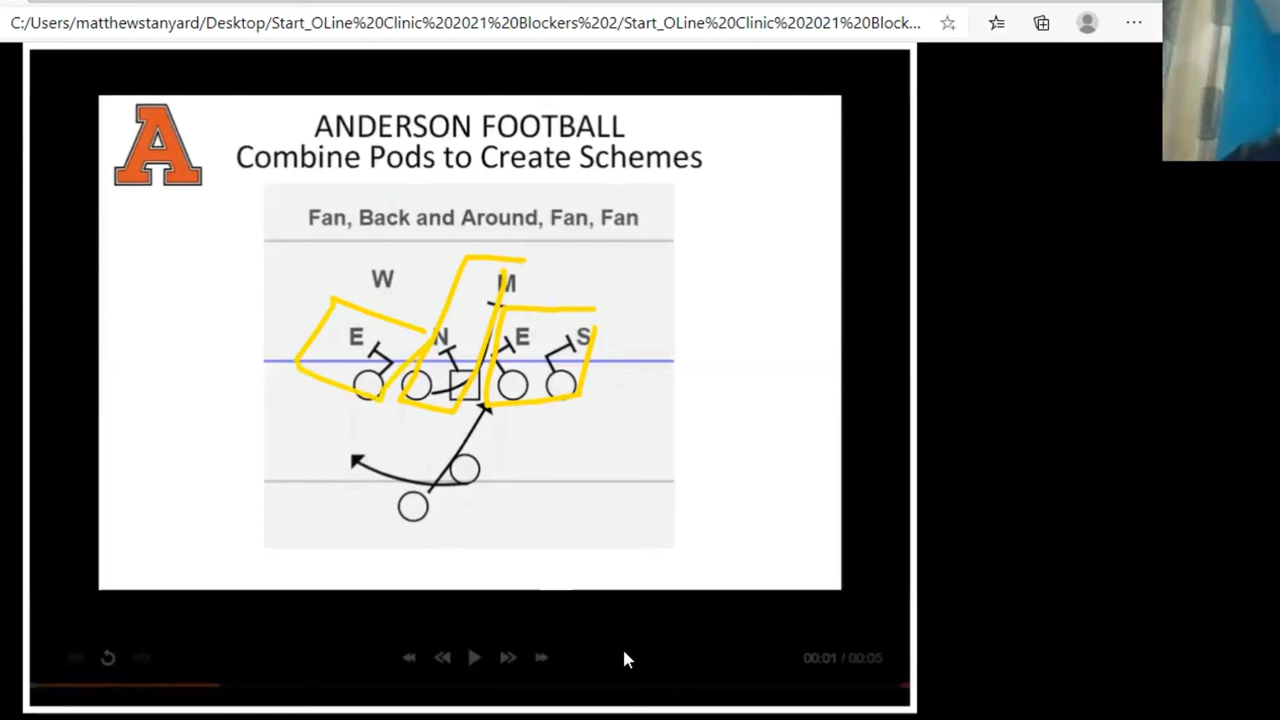 C:/Users/matthewstanyard/Desktop/Start_OLine%20Clinic%202021%20Blockers%202/Start_OLine%20Clinic%202021%20Block...
A
ANDERSON FOOTBALL
Combine Pods to Create Schemes
Fan, Back and Around, Fan, Fan
W M
E N E S
00:01 / 00:05